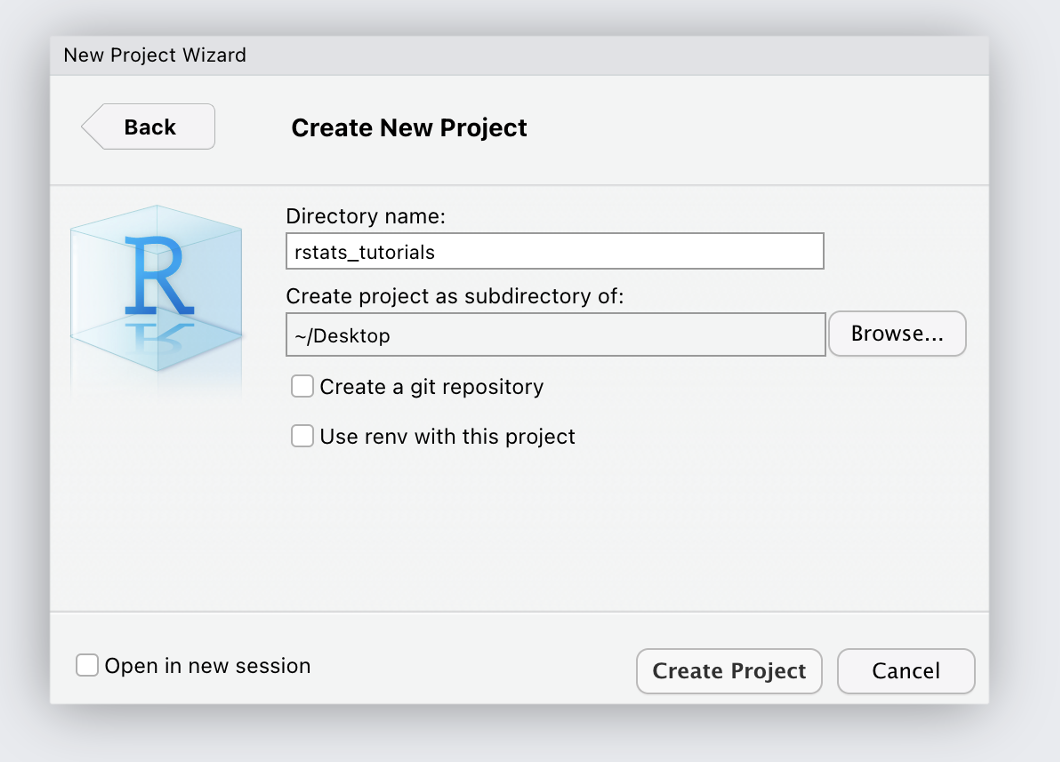 New Project Wizard
Back
Create New Project
R
Directory name:
rstats_tutorials
Create project as subdirectory of:
~/Desktop
Browse...
Create a git repository
Use renv with this project
Open in new session
Create Project
Cancel